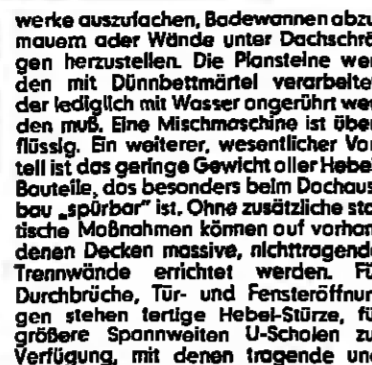 werke auszufachen, Badewannen abzu
mauern oder Wände unter Dachschrä
gen herzustellen. Die Plansteine wer
den mit Dünnbettmörtel verarbeitet
der lediglich mit Wasser angerührt wer
den muß. Eine Mischmaschine ist über
flüssig. Ein weiterer, wesentlicher Vor
teil ist das geringe Gewicht aller Hebel
Bauteile, das besonders beim Dachaus
bau „spürbar" ist. Ohne zusätzliche sta
tische Maßnahmen können auf vorhan
denen Decken massive, nichttragende
Trennwände errichtet werden. Fü
Durchbrüche, Tür- und Fensteröffnun
gen stehen fertige Hebel-Stürze, fü
größere Spannweiten U-Schalen zu
Verfügung, mit denen tragende und